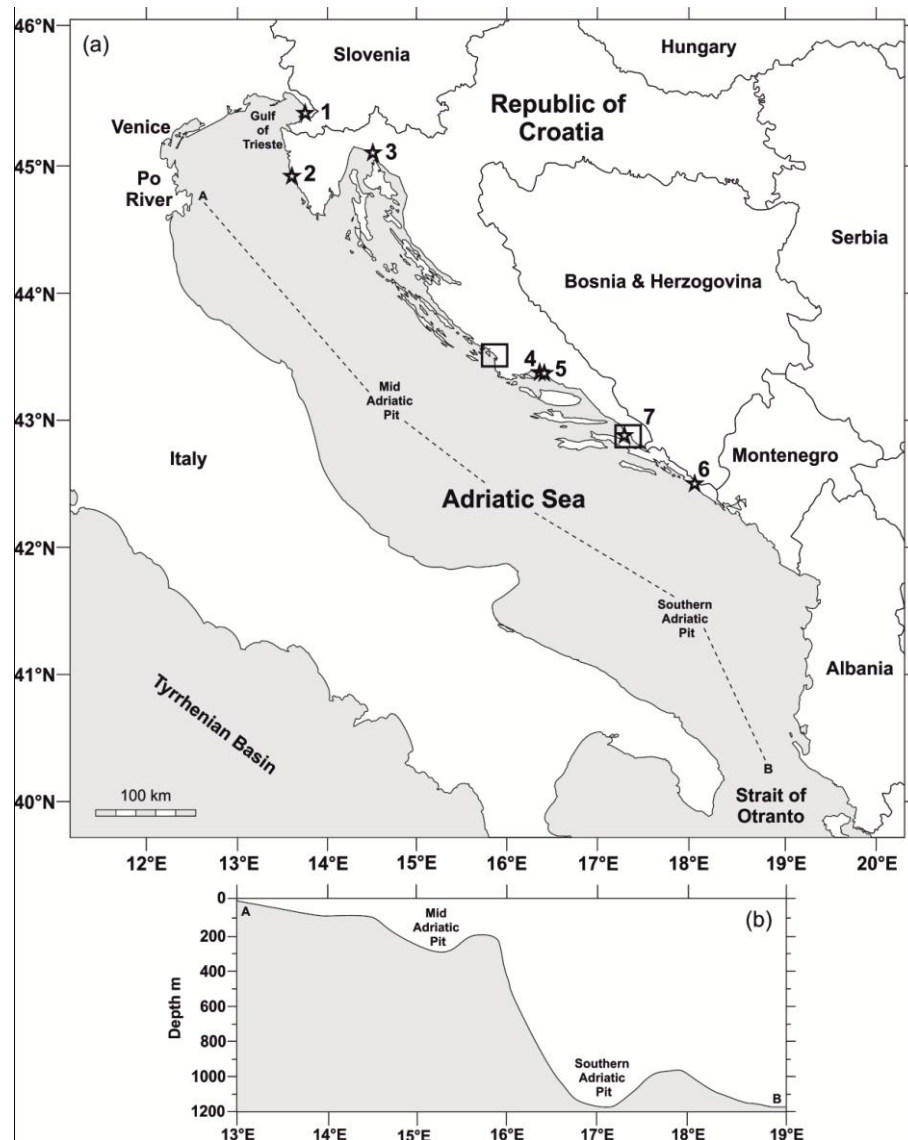 46°N
(a)
Slovenia
Hungary
Republic of
Croatia
1
Gulf
of
Trieste
Venice
3
45°N
2
Po
River
A
Serbia
Bosnia & Herzogovina
44°N
4
5
Mid
Adriatic
Pit
43°N
7
Montenegro
Italy
6
Adriatic Sea
42°N
Southern
Adriatic
Pit
41°N
Albania
Tyrrhenian Basin
B
Strait of
Otranto
100 km
40°N
12°E
13°E
14°E
15°E
16°E
17°E
18°E
19°E
20°E
0
A
Mid
Adriatic
Pit
(b)
200
400
Depth m
600
800
Southern
Adriatic
Pit
1000
B
1200
13°E
14°E
15°E
16°E
17°E
18°E
19°E